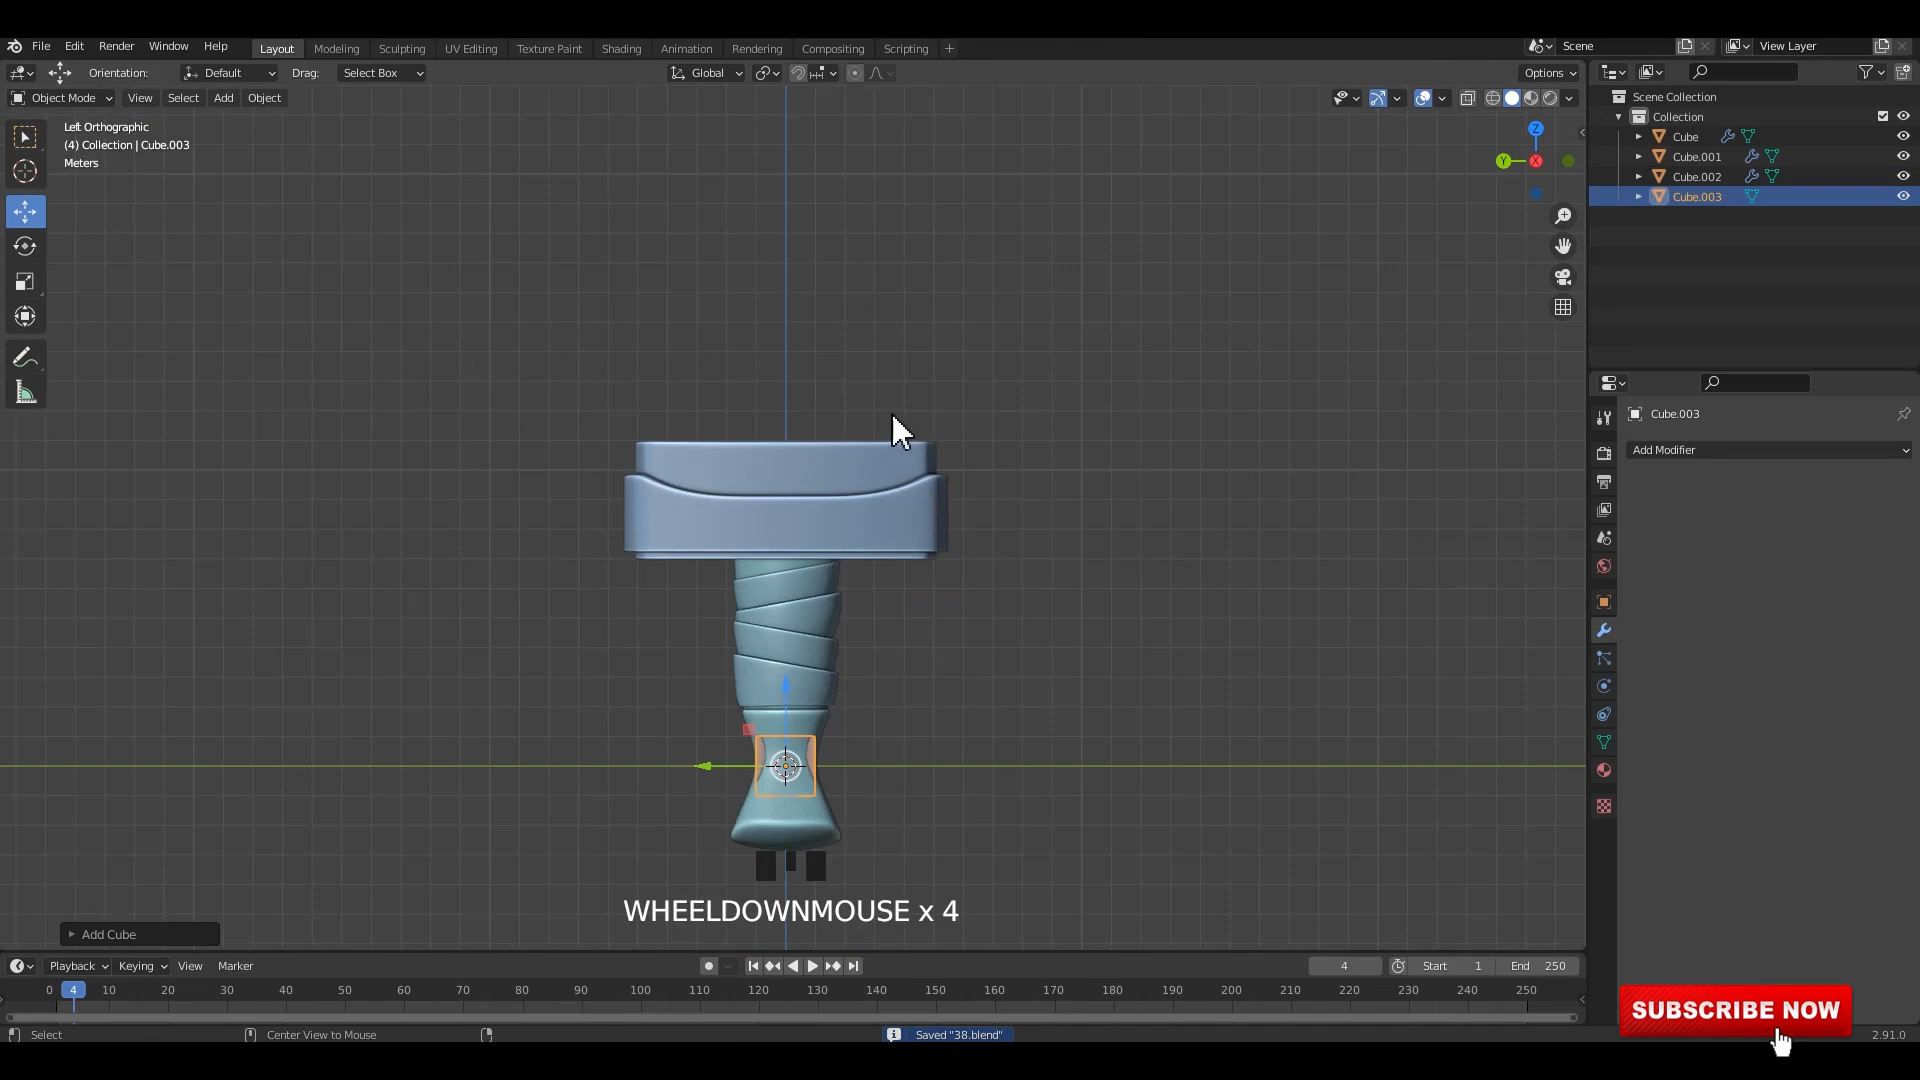 File Edit Render Window Help Layout Modeling Sculpting UV Editing Texture Paint Shading Animation Rendering Compositing Scripting + Scene View Layer
Orientation: Default Drag: Select Box Global Options
Object Mode View Select Add Object
Left Orthographic
(4) Collection | Cube.003
Meters
Z
Y
X
Scene Collection
Collection
Cube
Cube.001
Cube.002
Cube.003
Cube.003
Add Modifier
WHEELDOWNMOUSE x 4
Add Cube
Playback Keying View Marker 4 Start 1 End 250
0 4 10 20 30 40 50 60 70 80 90 100 110 120 130 140 150 160 170 180 190 200 210 220 230 240 250
Select Center View to Mouse Saved "38.blend" 2.91.0
SUBSCRIBE NOW